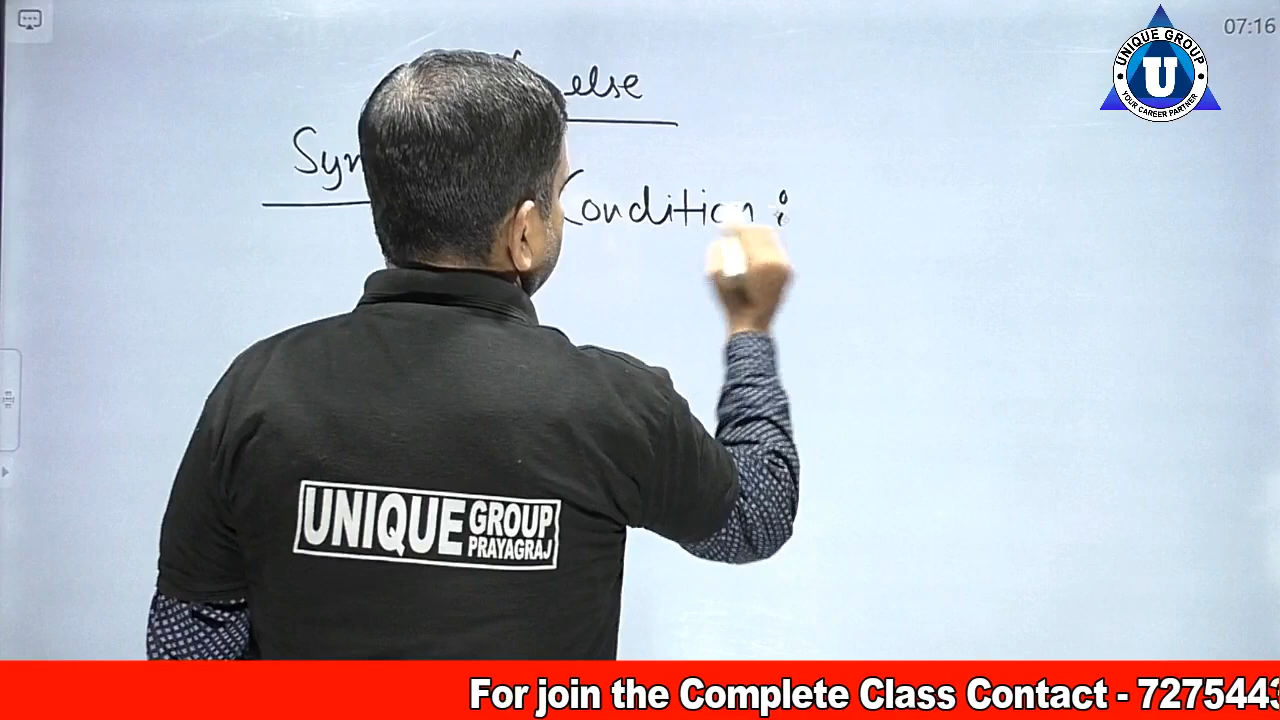 07:16
UNIQUE GROUP
U
YOUR CAREER PARTNER
else
Condition :
UNIQUE GROUP
PRAYAGRAJ
For join the Complete Class Contact - 7275443